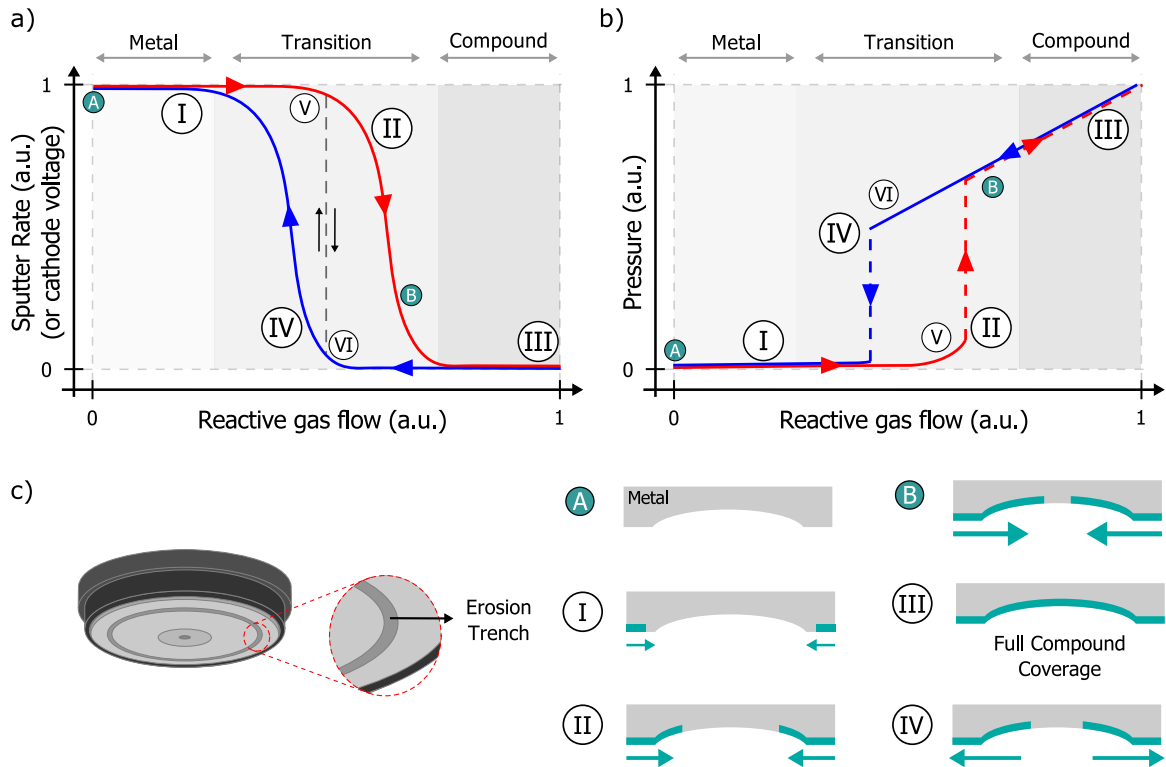 a)
Metal
Transition
Compound
1
0
Sputter Rate (a.u.)
(or cathode voltage)
A
I
V
II
B
IV
VI
III
0
Reactive gas flow (a.u.)
1
b)
Metal
Transition
Compound
1
0
Pressure (a.u.)
A
I
VI
IV
V
II
B
III
0
Reactive gas flow (a.u.)
1
c)
Erosion
Trench
A
Metal
B
I
III
Full Compound
Coverage
II
IV